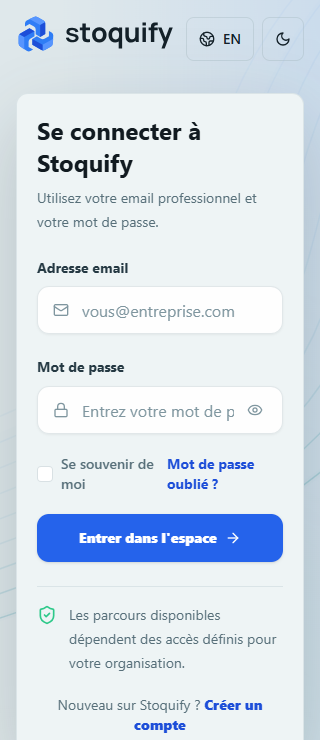 stoquify
EN
Se connecter à
Stoquify
Utilisez votre email professionnel et
votre mot de passe.
Adresse email
vous@entreprise.com
Mot de passe
Entrez votre mot de p
Se souvenir de
moi
Mot de passe
oublié ?
Entrer dans l'espace
Les parcours disponibles
dépendent des accès définis pour
votre organisation.
Nouveau sur Stoquify ? Créer un
compte